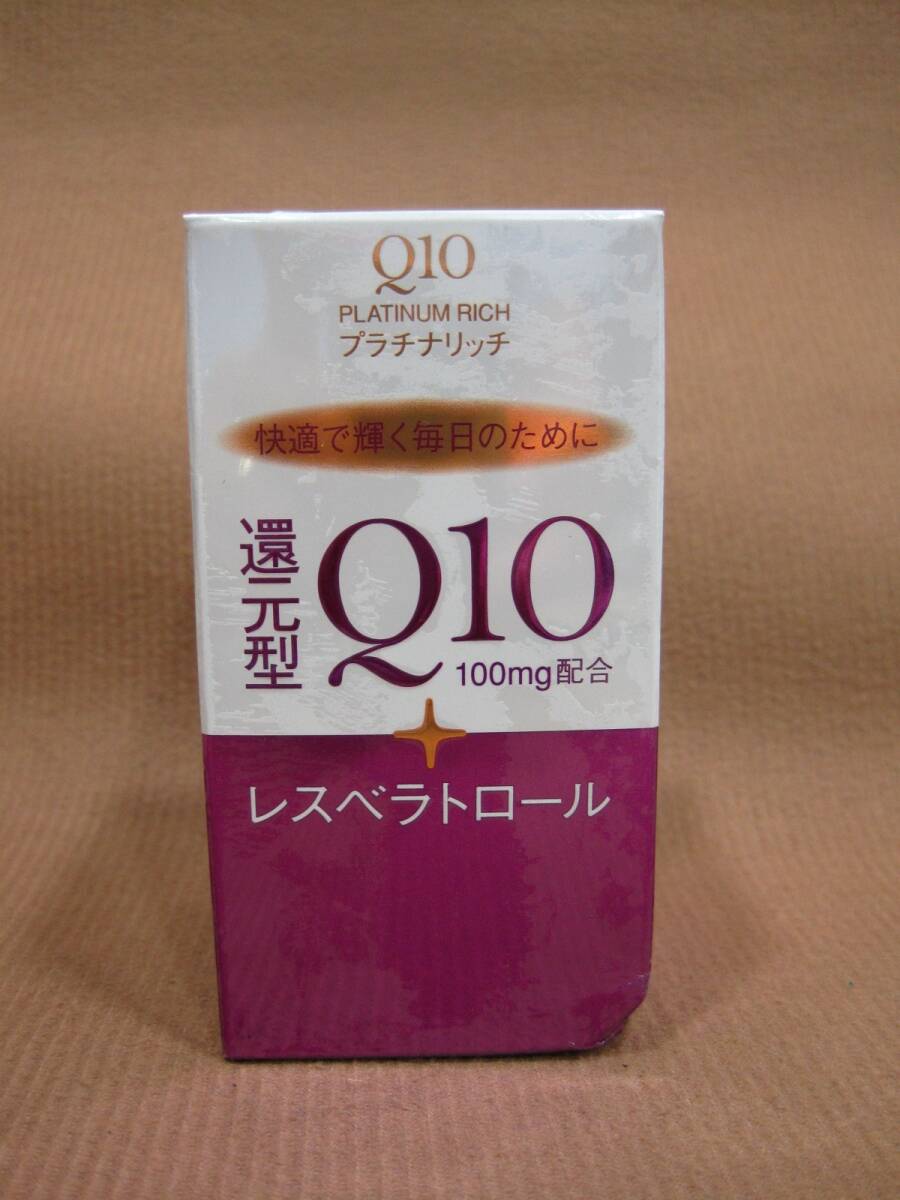 Q10
PLATINUM RICH
プラチナリッチ
快適で輝く毎日のために
還元型
Q10
100mg配合
レスベラトロール